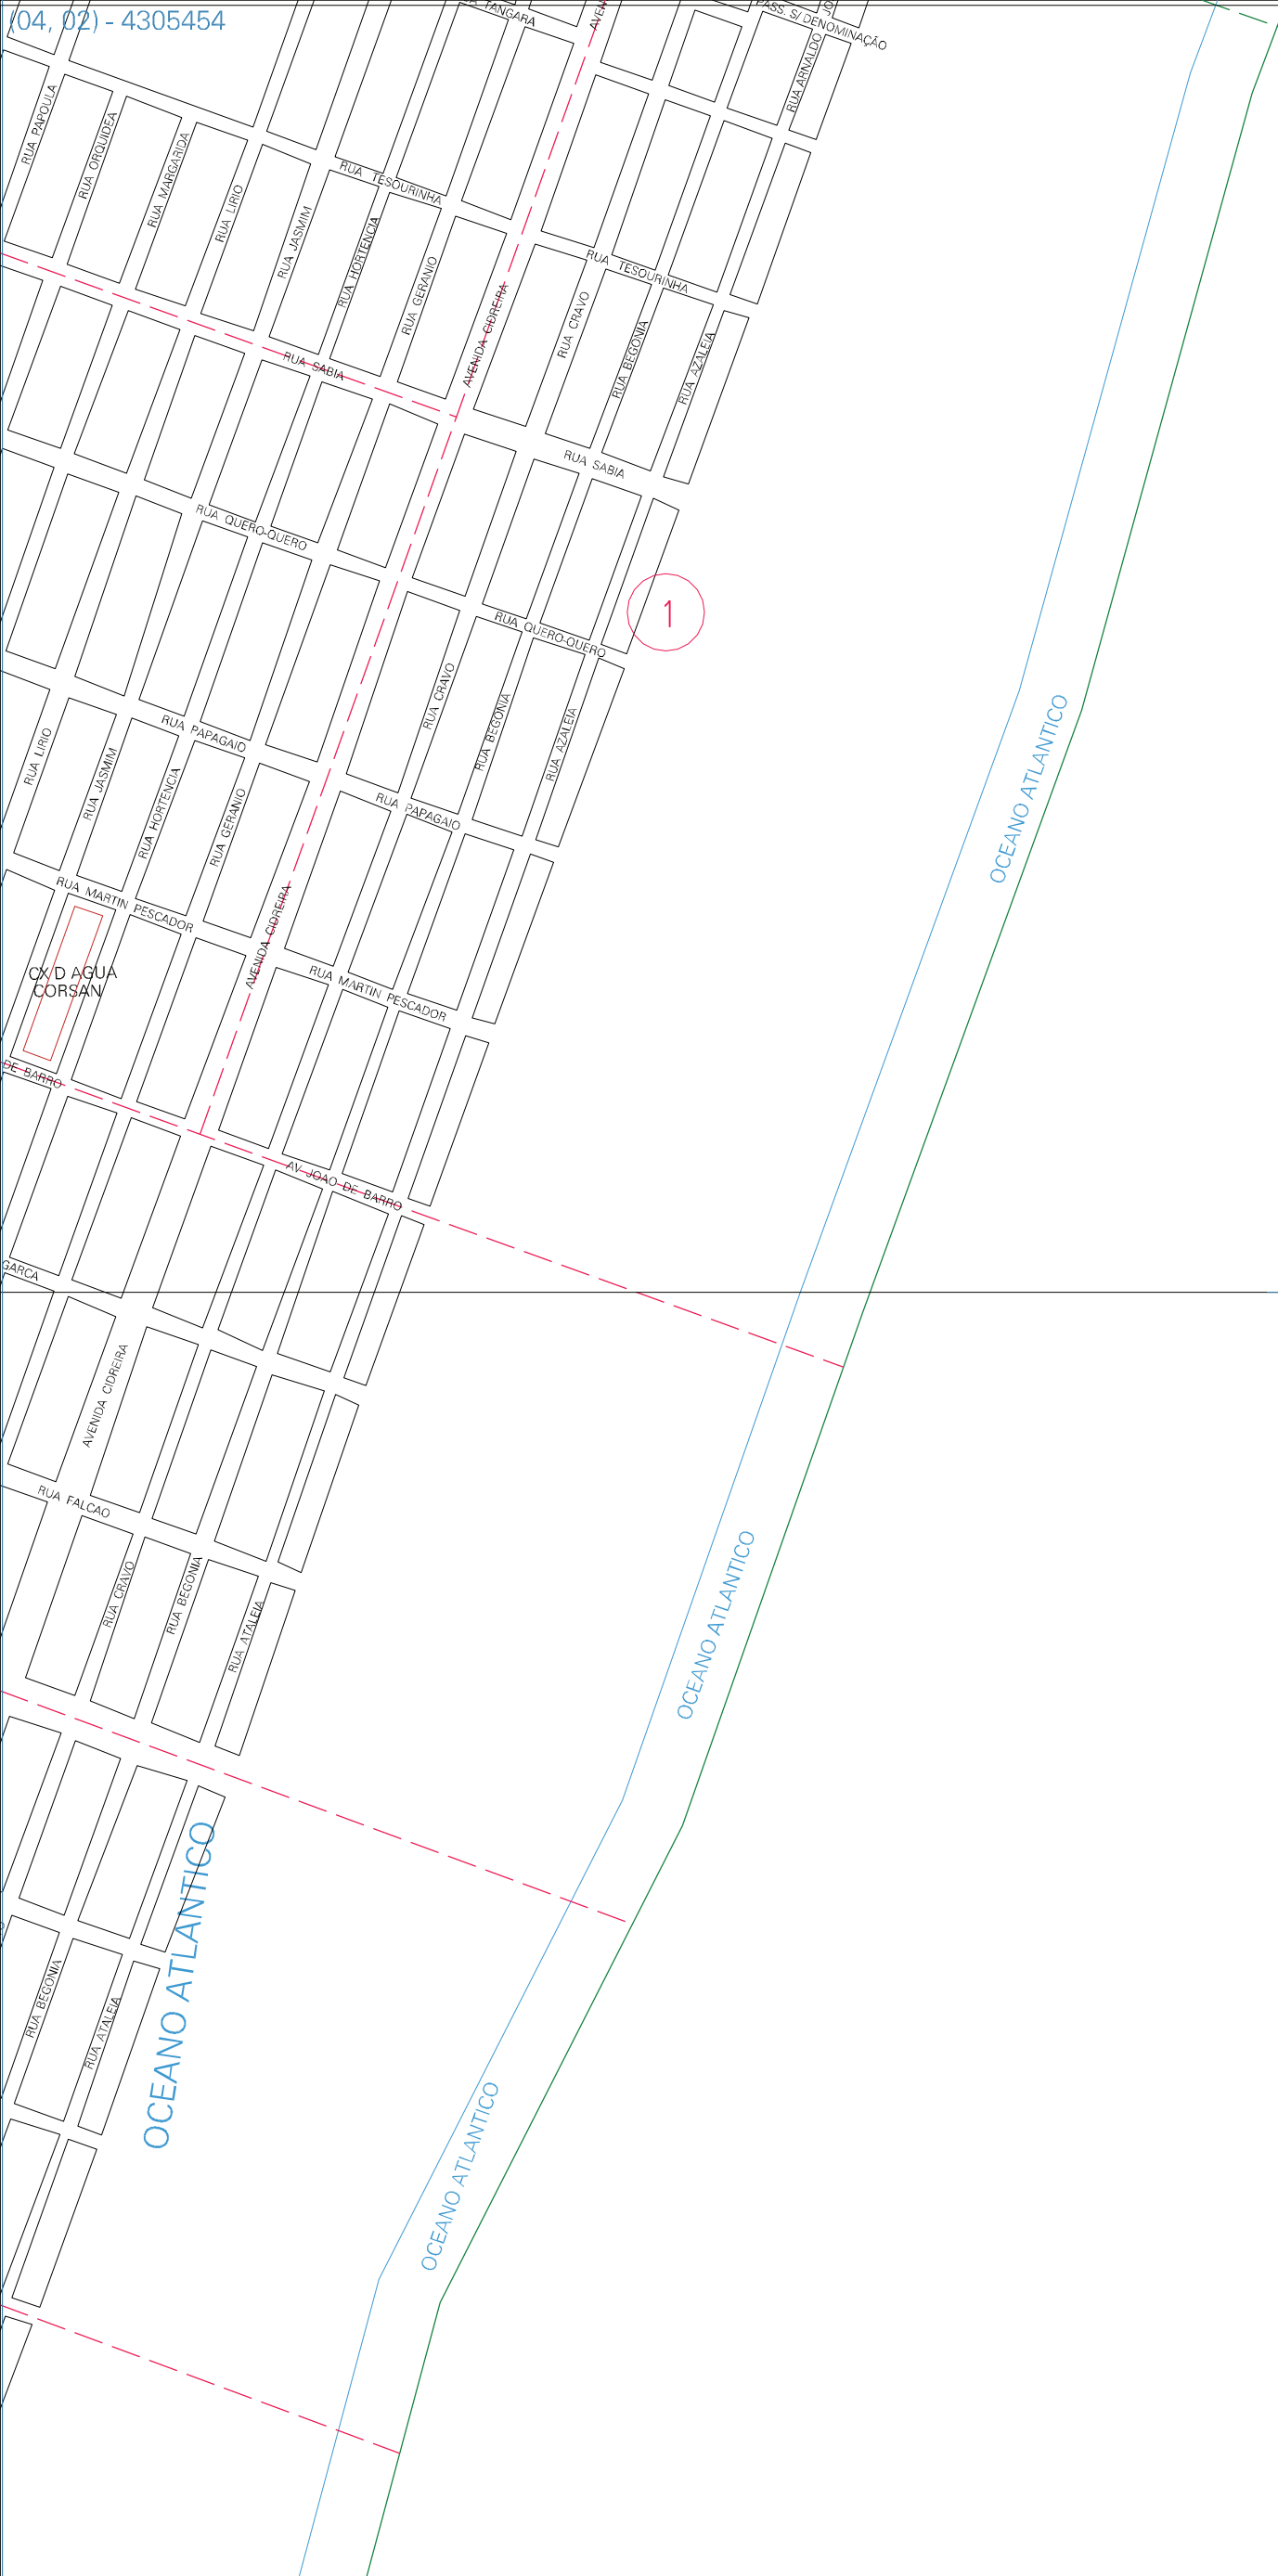 (04, 02) - 4305454
TANGARA
AVEN
PASS. S/ DENOMINAÇÃO
RUA ARNALDO
RUA PAPOULA
RUA ORQUIDEA
RUA MARGARIDA
RUA LIRIO
RUA JASMIM
RUA TESOURINHA
RUA HORTENCIA
RUA GERANIO
AVENIDA CIDREIRA
RUA TESOURINHA
RUA CRAVO
RUA BEGONIA
RUA AZALEIA
RUA SABIA
RUA SABIA
RUA QUERO-QUERO
RUA QUERO-QUERO
1
RUA CRAVO
RUA BEGONIA
RUA AZALEIA
OCEANO ATLANTICO
RUA LIRIO
RUA JASMIM
RUA PAPAGAIO
RUA HORTENCIA
RUA GERANIO
RUA PAPAGAIO
RUA MARTIN PESCADOR
AVENIDA CIDREIRA
CX D AGUA
CORSAN
RUA MARTIN PESCADOR
DE BARRO
AV JOAO DE BARRO
GARCA
AVENIDA CIDREIRA
RUA FALCAO
RUA CRAVO
RUA BEGONIA
RUA ATALEIA
OCEANO ATLANTICO
OCEANO ATLANTICO
RUA BEGONIA
RUA ATALEIA
OCEANO ATLANTICO